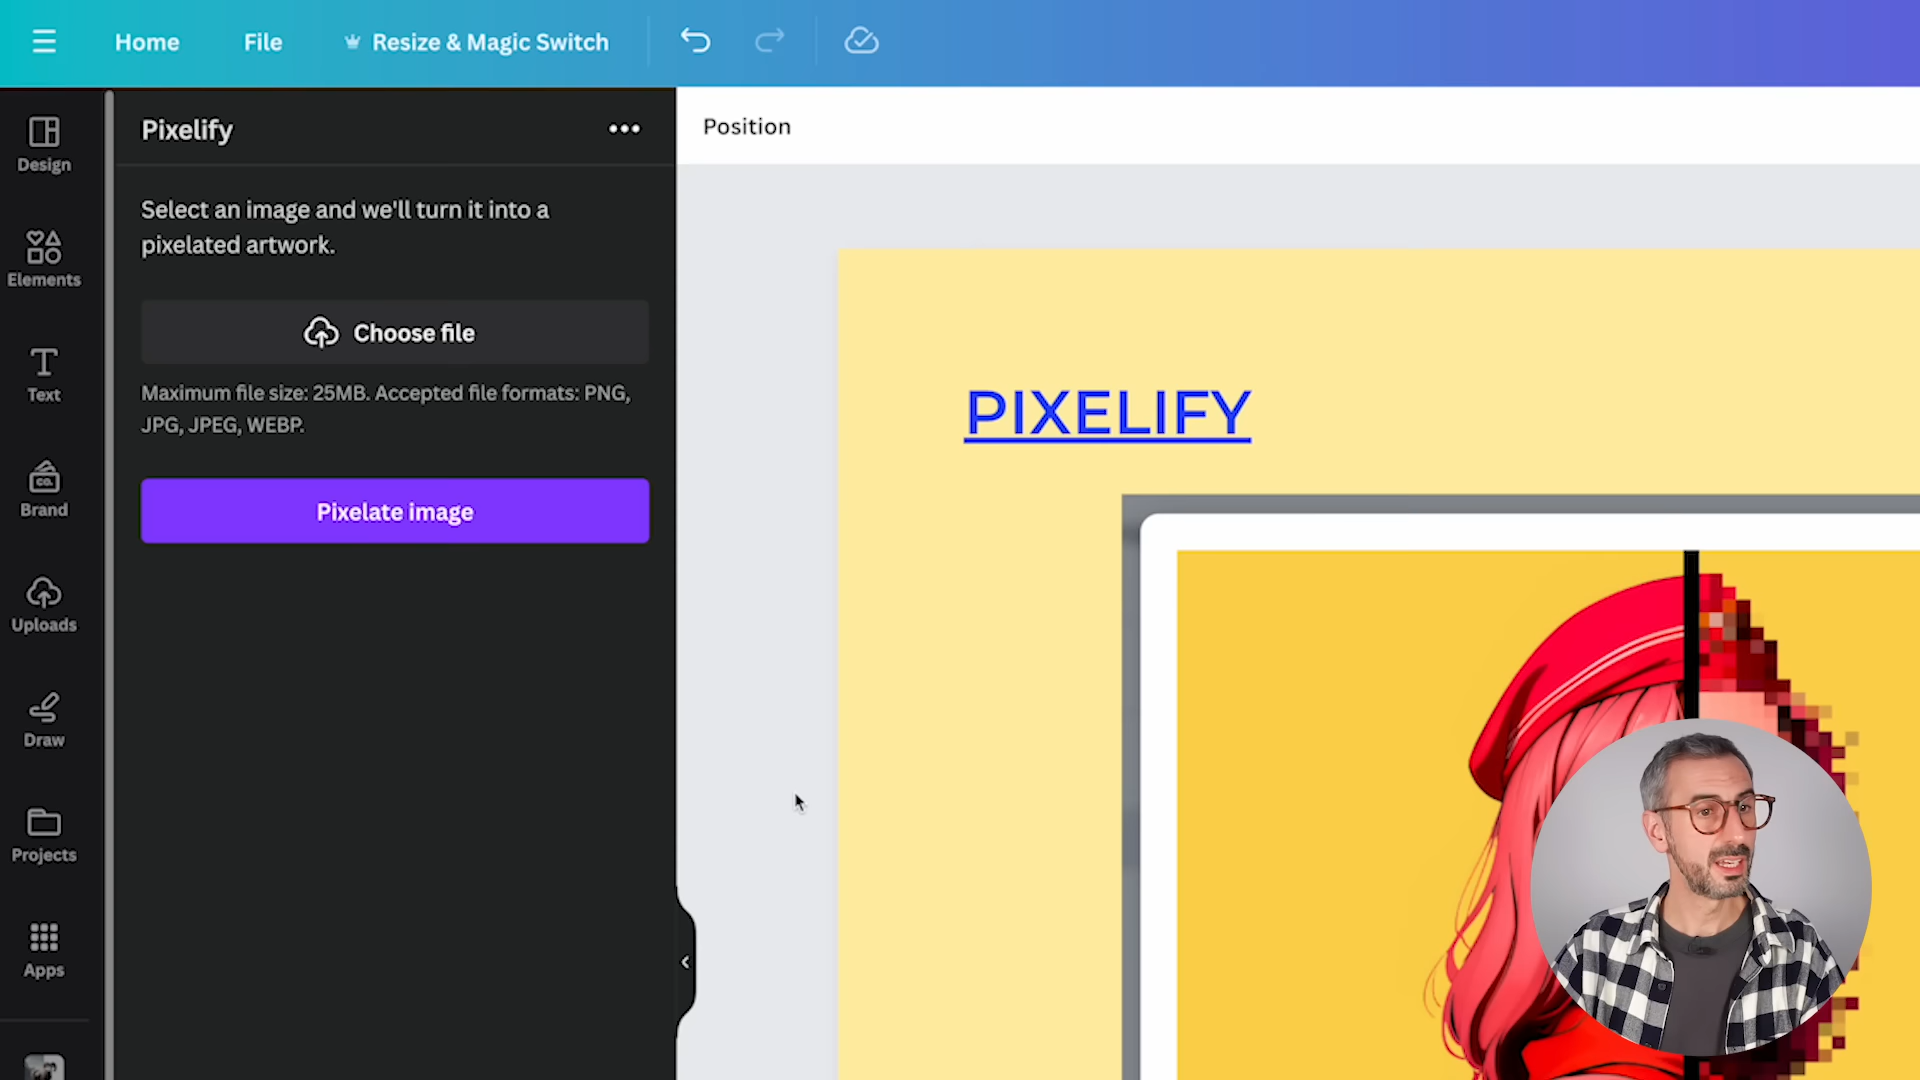 Home
File
Resize & Magic Switch
Design
Elements
Text
CO.
Brand
Uploads
Draw
Projects
Apps
Pixelify
Select an image and we'll turn it into a
pixelated artwork.
Choose file
Maximum file size: 25MB. Accepted file formats: PNG,
JPG, JPEG, WEBP.
Pixelate image
Position
PIXELIFY